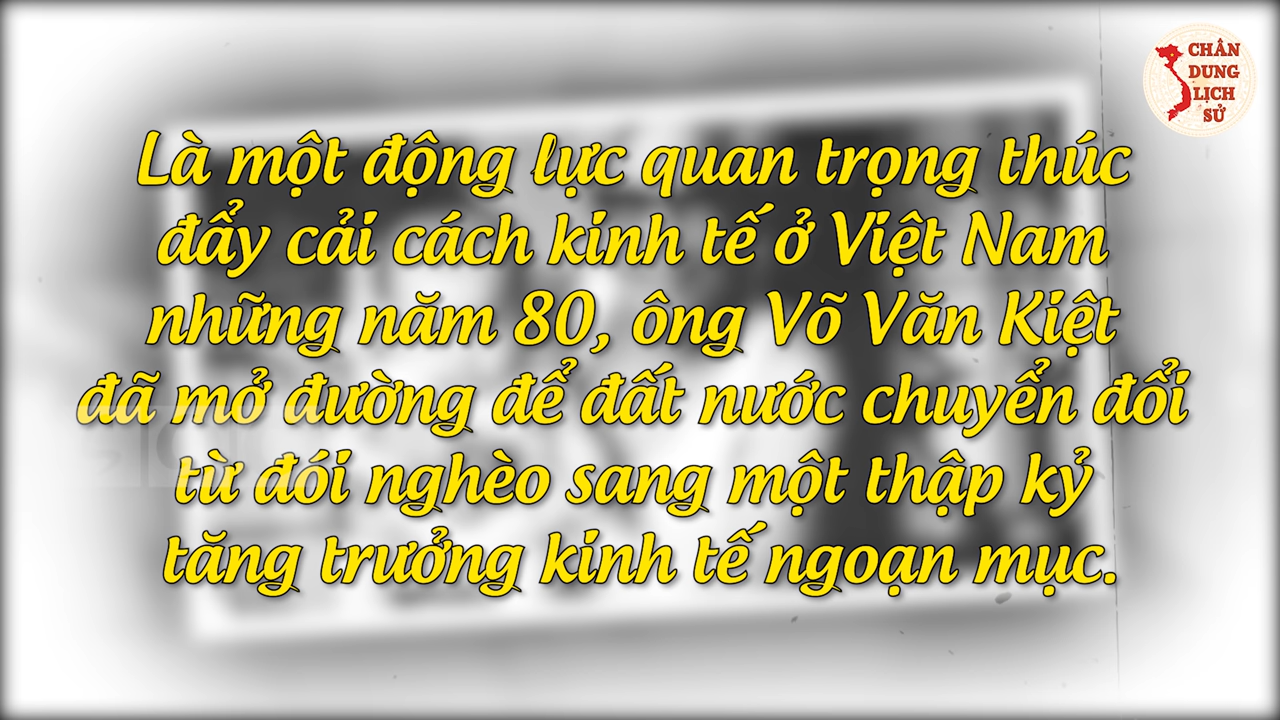 CHÂN
DUNG
LỊCH
SỬ
Là một động lực quan trọng thúc
đẩy cải cách kinh tế ở Việt Nam
những năm 80, ông Võ Văn Kiệt
đã mở đường để đất nước chuyển đổi
từ đói nghèo sang một thập kỷ
tăng trưởng kinh tế ngoạn mục.